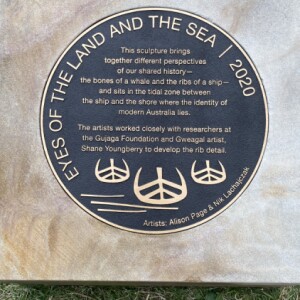 EYES OF THE LAND AND THE SEA | 2020
This sculpture brings
together different perspectives
of our shared history—
the bones of a whale and the ribs of a ship—
and sits in the tidal zone between
the ship and the shore where the identity of
modern Australia lies.
The artists worked closely with researchers at
the Gujaga Foundation and Gweagal artist,
Shane Youngberry to develop the rib detail.
Artists: Alison Page & Nik Lachajczak